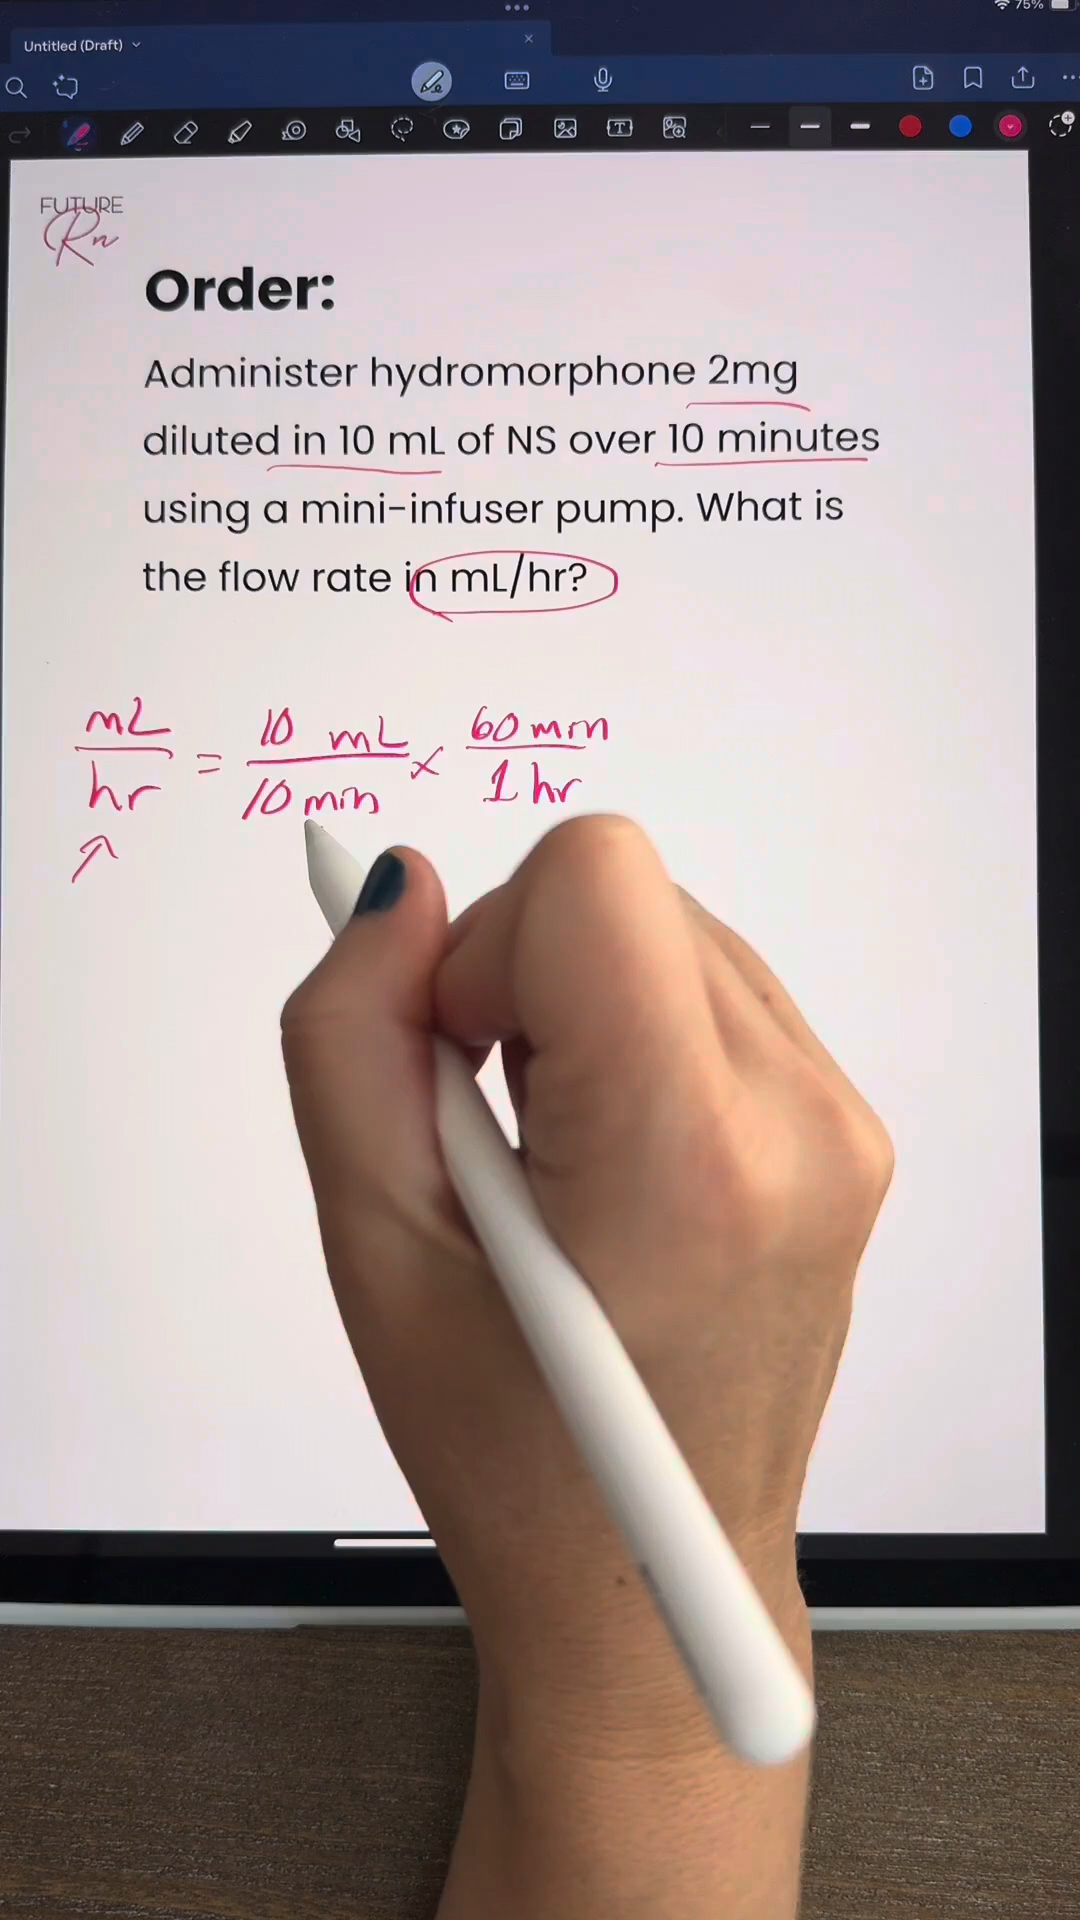 75%
Untitled (Draft)
FUTURE
Rn
Order:
Administer hydromorphone 2mg
diluted in 10 mL of NS over 10 minutes
using a mini-infuser pump. What is
the flow rate in mL/hr?
mL = 10 mL x 60 min
hr 10 min 1 hr